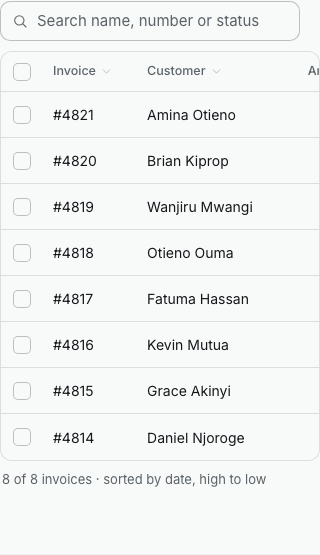 Search name, number or status
Invoice Customer
#4821 Amina Otieno
#4820 Brian Kiprop
#4819 Wanjiru Mwangi
#4818 Otieno Ouma
#4817 Fatuma Hassan
#4816 Kevin Mutua
#4815 Grace Akinyi
#4814 Daniel Njoroge
8 of 8 invoices · sorted by date, high to low